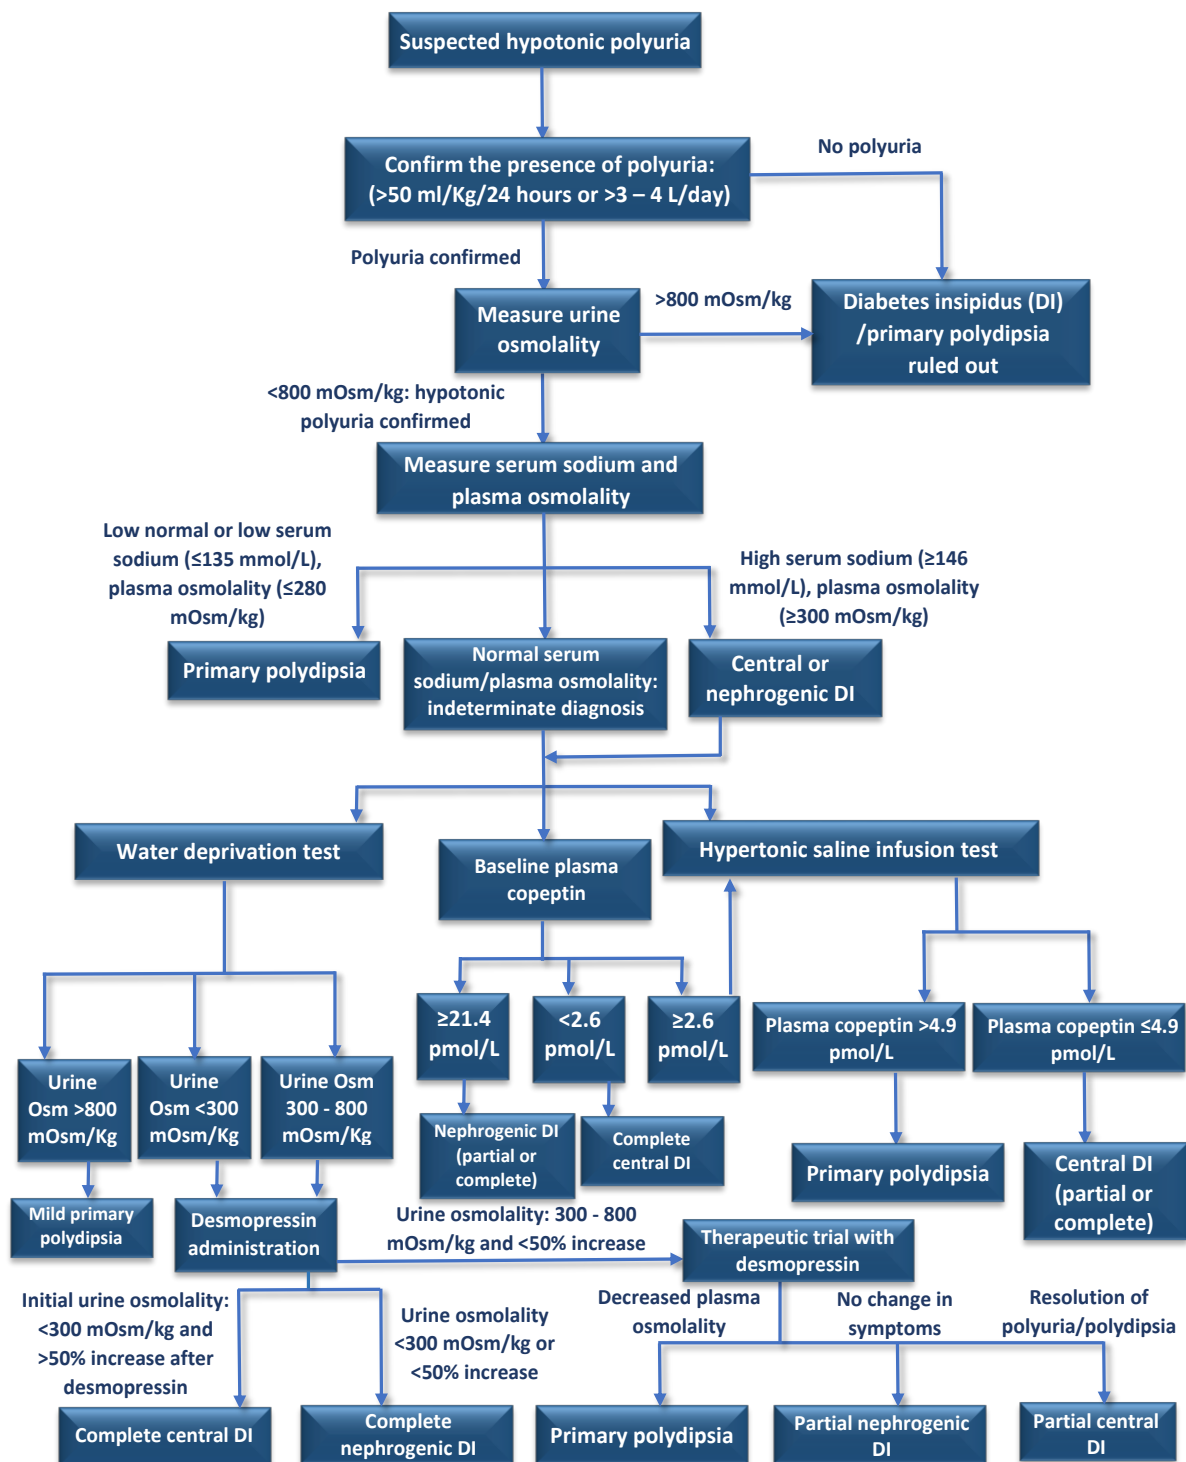 Suspected hypotonic polyuria
Confirm the presence of polyuria:
(>50 ml/Kg/24 hours or >3 – 4 L/day)
No polyuria
Polyuria confirmed
Measure urine
osmolality
>800 mOsm/kg
Diabetes insipidus (DI)
/primary polydipsia
ruled out
<800 mOsm/kg: hypotonic
polyuria confirmed
Measure serum sodium and
plasma osmolality
Low normal or low serum
sodium (≤135 mmol/L),
plasma osmolality (≤280
mOsm/kg)
High serum sodium (≥146
mmol/L), plasma osmolality
(≥300 mOsm/kg)
Primary polydipsia
Normal serum
sodium/plasma osmolality:
indeterminate diagnosis
Central or
nephrogenic DI
Water deprivation test
Baseline plasma
copeptin
Hypertonic saline infusion test
Urine
Osm >800
mOsm/Kg
Urine
Osm <300
mOsm/Kg
Urine Osm
300 - 800
mOsm/Kg
≥21.4
pmol/L
<2.6
pmol/L
≥2.6
pmol/L
Plasma copeptin >4.9
pmol/L
Plasma copeptin ≤4.9
pmol/L
Mild primary
polydipsia
Desmopressin
administration
Nephrogenic DI
(partial or
complete)
Complete
central DI
Primary polydipsia
Central DI
(partial or
complete)
Urine osmolality: 300 - 800
mOsm/kg and <50% increase
Therapeutic trial with
desmopressin
Initial urine osmolality:
<300 mOsm/kg and
>50% increase after
desmopressin
Urine osmolality
<300 mOsm/kg or
<50% increase
Decreased plasma
osmolality
No change in
symptoms
Resolution of
polyuria/polydipsia
Complete central DI
Complete
nephrogenic DI
Primary polydipsia
Partial nephrogenic
DI
Partial central
DI